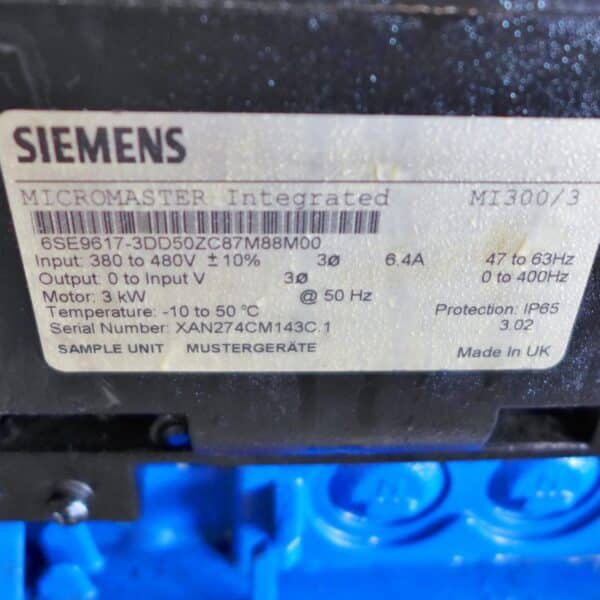 SIEMENS
MICROMASTER Integrated MI300/3
6SE9617-3DD50ZC87M88M00
Input: 380 to 480V ±10% 3ø 6.4A 47 to 63Hz
Output: 0 to Input V 3ø 0 to 400Hz
Motor: 3 kW @ 50 Hz
Temperature: -10 to 50 °C Protection: IP65
Serial Number: XAN274CM143C.1 3.02
SAMPLE UNIT MUSTERGERÄTE Made In UK